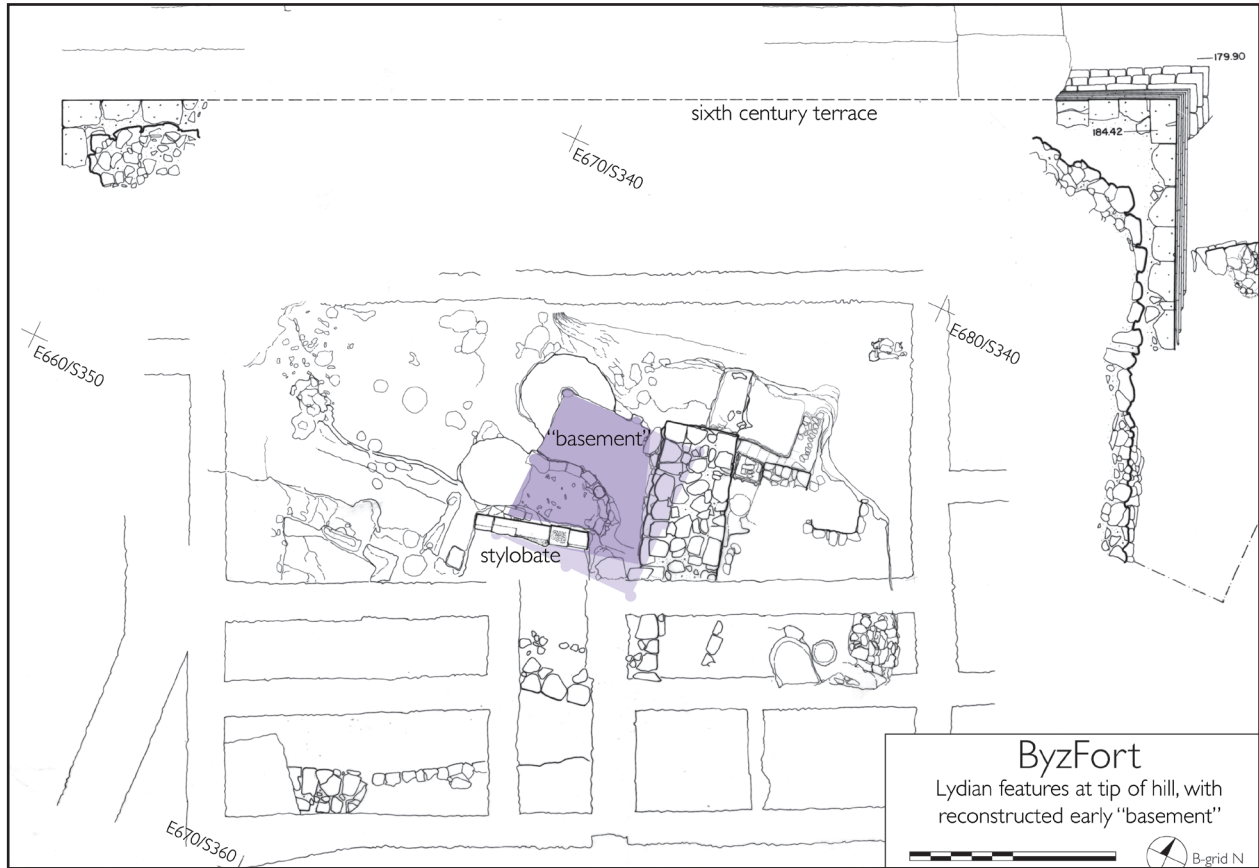 179.90
sixth century terrace
184.42
E670/S340
E660/S350
E680/S340
"basement"
stylobate
E670/S360
ByzFort
Lydian features at tip of hill, with
reconstructed early "basement"
B-grid N